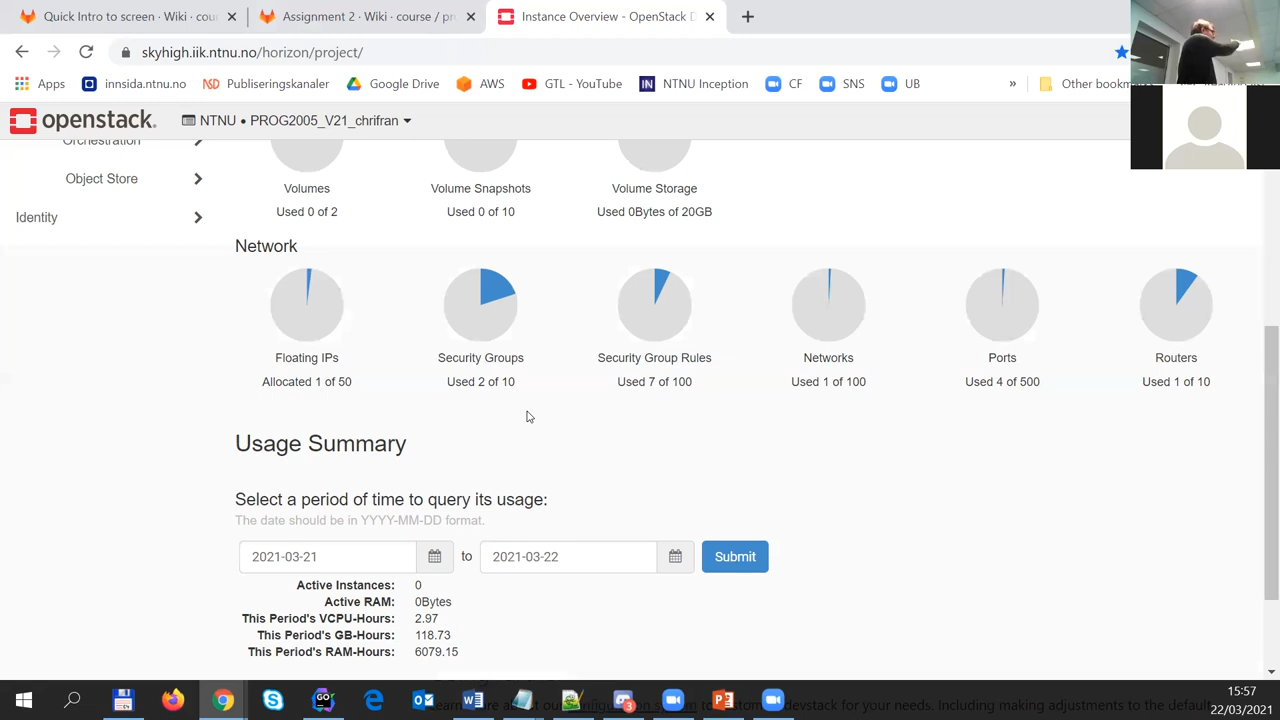 Quick Intro to screen · Wiki · cou
Assignment 2 · Wiki · course / pr
Instance Overview - OpenStack D
skyhigh.iik.ntnu.no/horizon/project/
Apps
innsida.ntnu.no
Publiseringskanaler
Google Drive
AWS
GTL - YouTube
NTNU Inception
CF
SNS
UB
»
Other bookm
openstack.
NTNU • PROG2005_V21_chrifran
Orchestration
Object Store
Identity
Volumes
Used 0 of 2
Volume Snapshots
Used 0 of 10
Volume Storage
Used 0Bytes of 20GB
Network
Floating IPs
Allocated 1 of 50
Security Groups
Used 2 of 10
Security Group Rules
Used 7 of 100
Networks
Used 1 of 100
Ports
Used 4 of 500
Routers
Used 1 of 10
Usage Summary
Select a period of time to query its usage:
The date should be in YYYY-MM-DD format.
2021-03-21
to
2021-03-22
Submit
Active Instances: 0
Active RAM: 0Bytes
This Period's VCPU-Hours: 2.97
This Period's GB-Hours: 118.73
This Period's RAM-Hours: 6079.15
15:57
22/03/2021